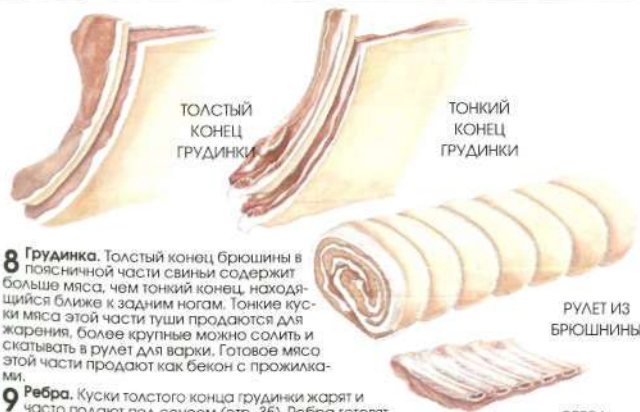 ТОЛСТЫЙ
КОНЕЦ
ГРУДИНКИ
ТОНКИЙ
КОНЕЦ
ГРУДИНКИ
8 Грудинка. Толстый конец брюшины в
поясничной части свиньи содержит
больше мяса, чем тонкий конец, находя-
щийся ближе к задним ногам. Тонкие кус-
ки мяса этой части туши продаются для
жарения, более крупные можно солить и
скатывать в рулет для варки. Готовое мясо
этой части продают как бекон с прожилка-
ми.
РУЛЕТ ИЗ
БРЮШИНЫ
9 Ребра. Куски толстого конца грудинки жарят и
часто подают под соусом (стр. 35). Ребра готовят